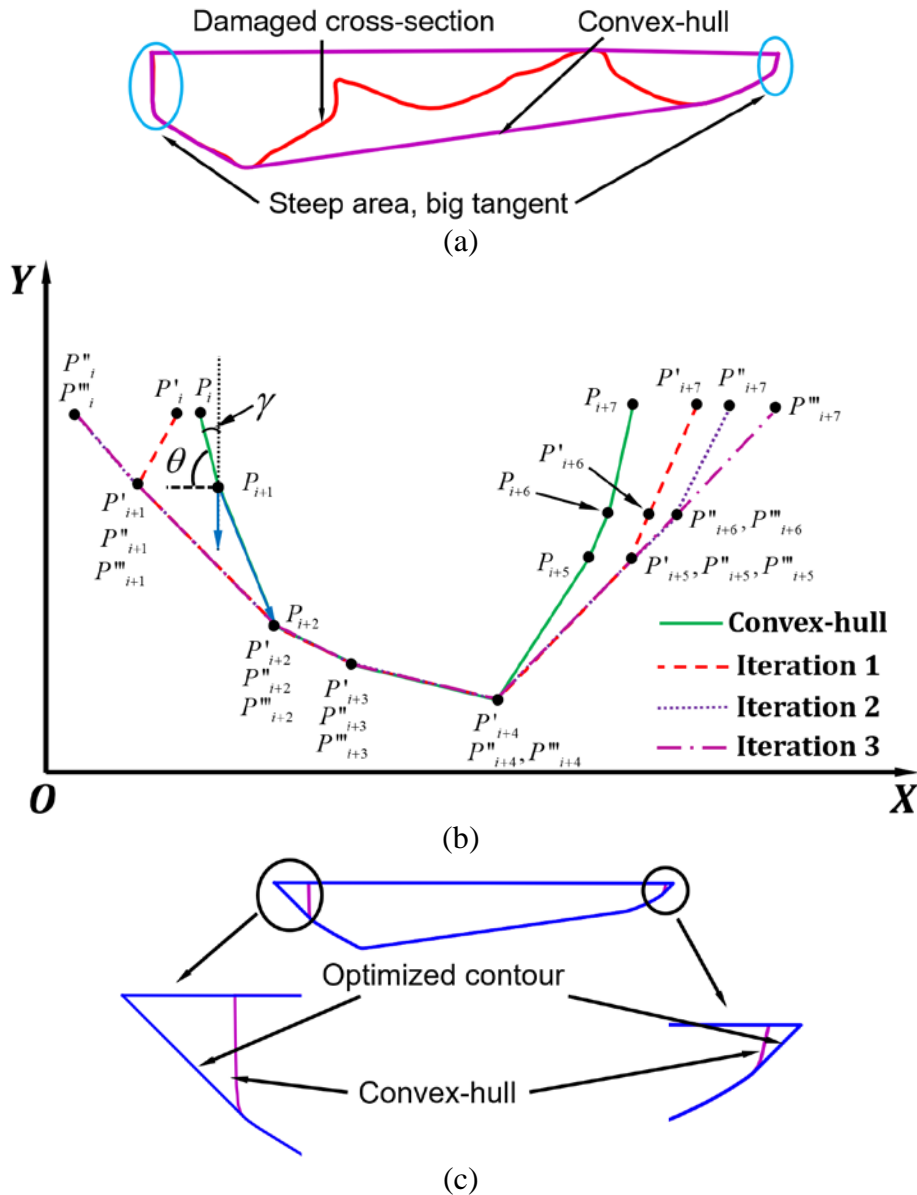 Damaged cross-section Convex-hull
Steep area, big tangent
(a)
Y
P''i
P'''i
P'i
Pi
γ
θ
Pi+1
P'i+1
P''i+1
P'''i+1
Pi+2
P'i+2
P''i+2
P'''i+2
P'i+3
P''i+3
P'''i+3
P'i+4
P''i+4, P'''i+4
Pi+7
P'i+7
P''i+7
P'''i+7
P'i+6
Pi+6
P''i+6, P'''i+6
Pi+5
P'i+5, P''i+5, P'''i+5
Convex-hull
Iteration 1
Iteration 2
Iteration 3
O
X
(b)
Optimized contour
Convex-hull
(c)